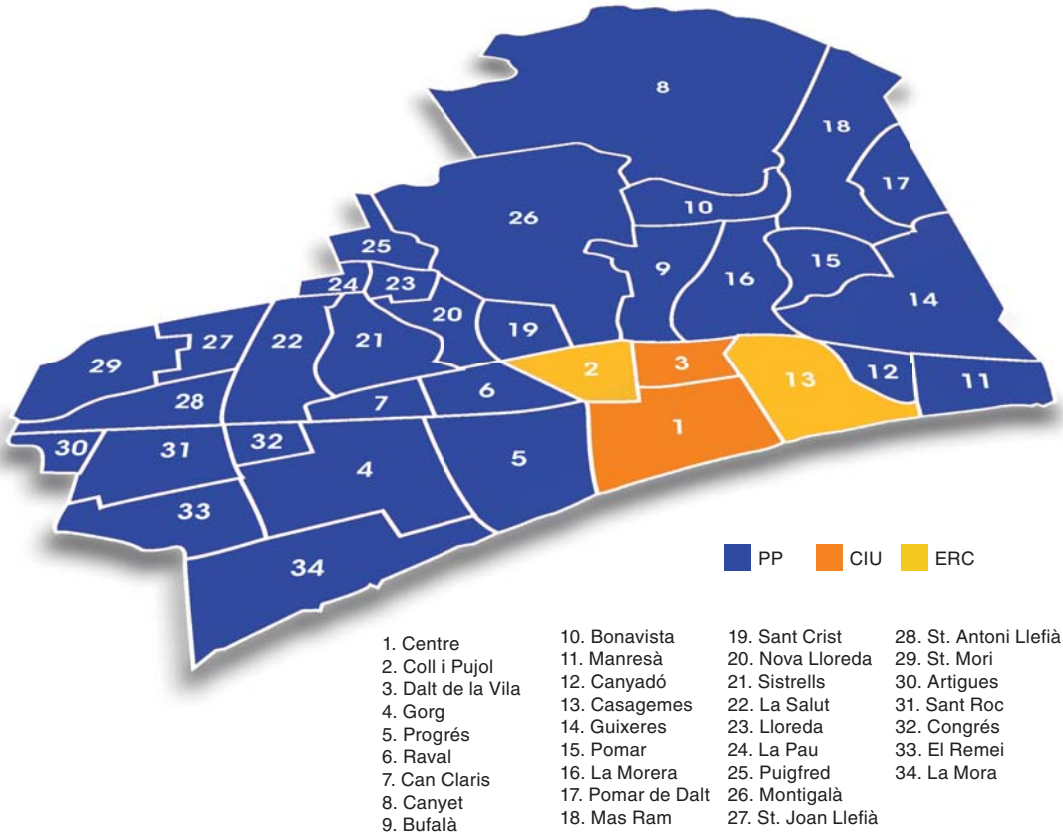 8
18
17
10
26
25
9
16
15
24
23
14
20
19
27
22
21
29
2
3
13
12
11
28
7
6
30
31
32
1
4
5
33
34
PP
CIU
ERC
1. Centre
2. Coll i Pujol
3. Dalt de la Vila
4. Gorg
5. Progrés
6. Raval
7. Can Claris
8. Canyet
9. Bufalà
10. Bonavista
11. Manresà
12. Canyadó
13. Casagemes
14. Guixeres
15. Pomar
16. La Morera
17. Pomar de Dalt
18. Mas Ram
19. Sant Crist
20. Nova Lloreda
21. Sistrells
22. La Salut
23. Lloreda
24. La Pau
25. Puigfred
26. Montigalà
27. St. Joan Llefià
28. St. Antoni Llefià
29. St. Mori
30. Artigues
31. Sant Roc
32. Congrés
33. El Remei
34. La Mora